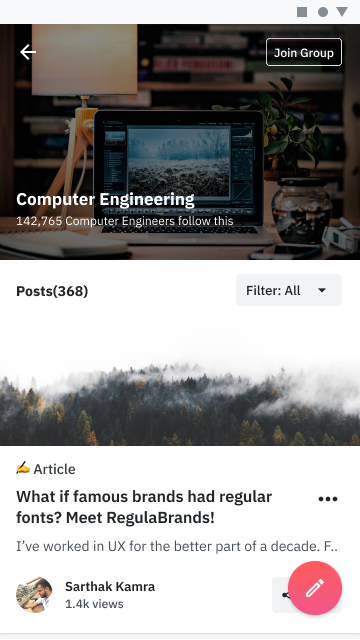 Join Group
Computer Engineering
142,765 Computer Engineers follow this
Posts(368)
Filter: All
✍️ Article
What if famous brands had regular
fonts? Meet RegulaBrands!
I’ve worked in UX for the better part of a decade. F..
Sarthak Kamra
1.4k views